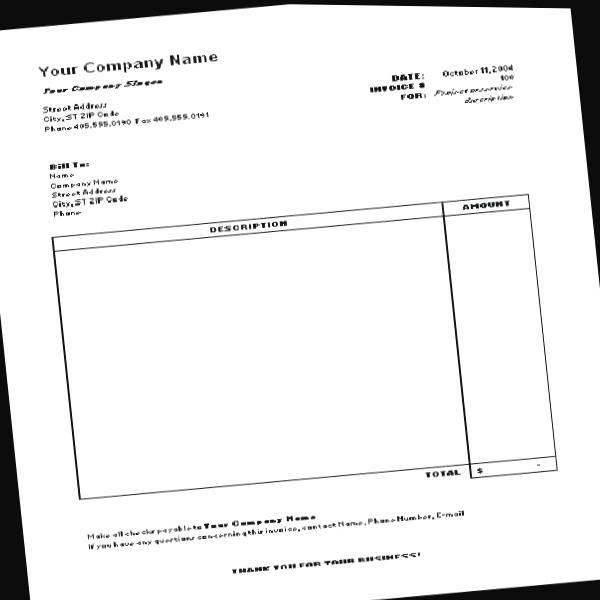 Your Company Name
Your Company Slogan
Street Address
City, ST ZIP Code
Phone 405.555.0190 Fax 405.555.0191
DATE: October 11, 2004
INVOICE # 100
FOR: Project or service
description
Bill To:
Name
Company Name
Street Address
City, ST ZIP Code
Phone
DESCRIPTION AMOUNT
TOTAL $ -
Make all checks payable to Your Company Name
If you have any questions concerning this invoice, contact Name, Phone Number, E-mail
THANK YOU FOR YOUR BUSINESS!